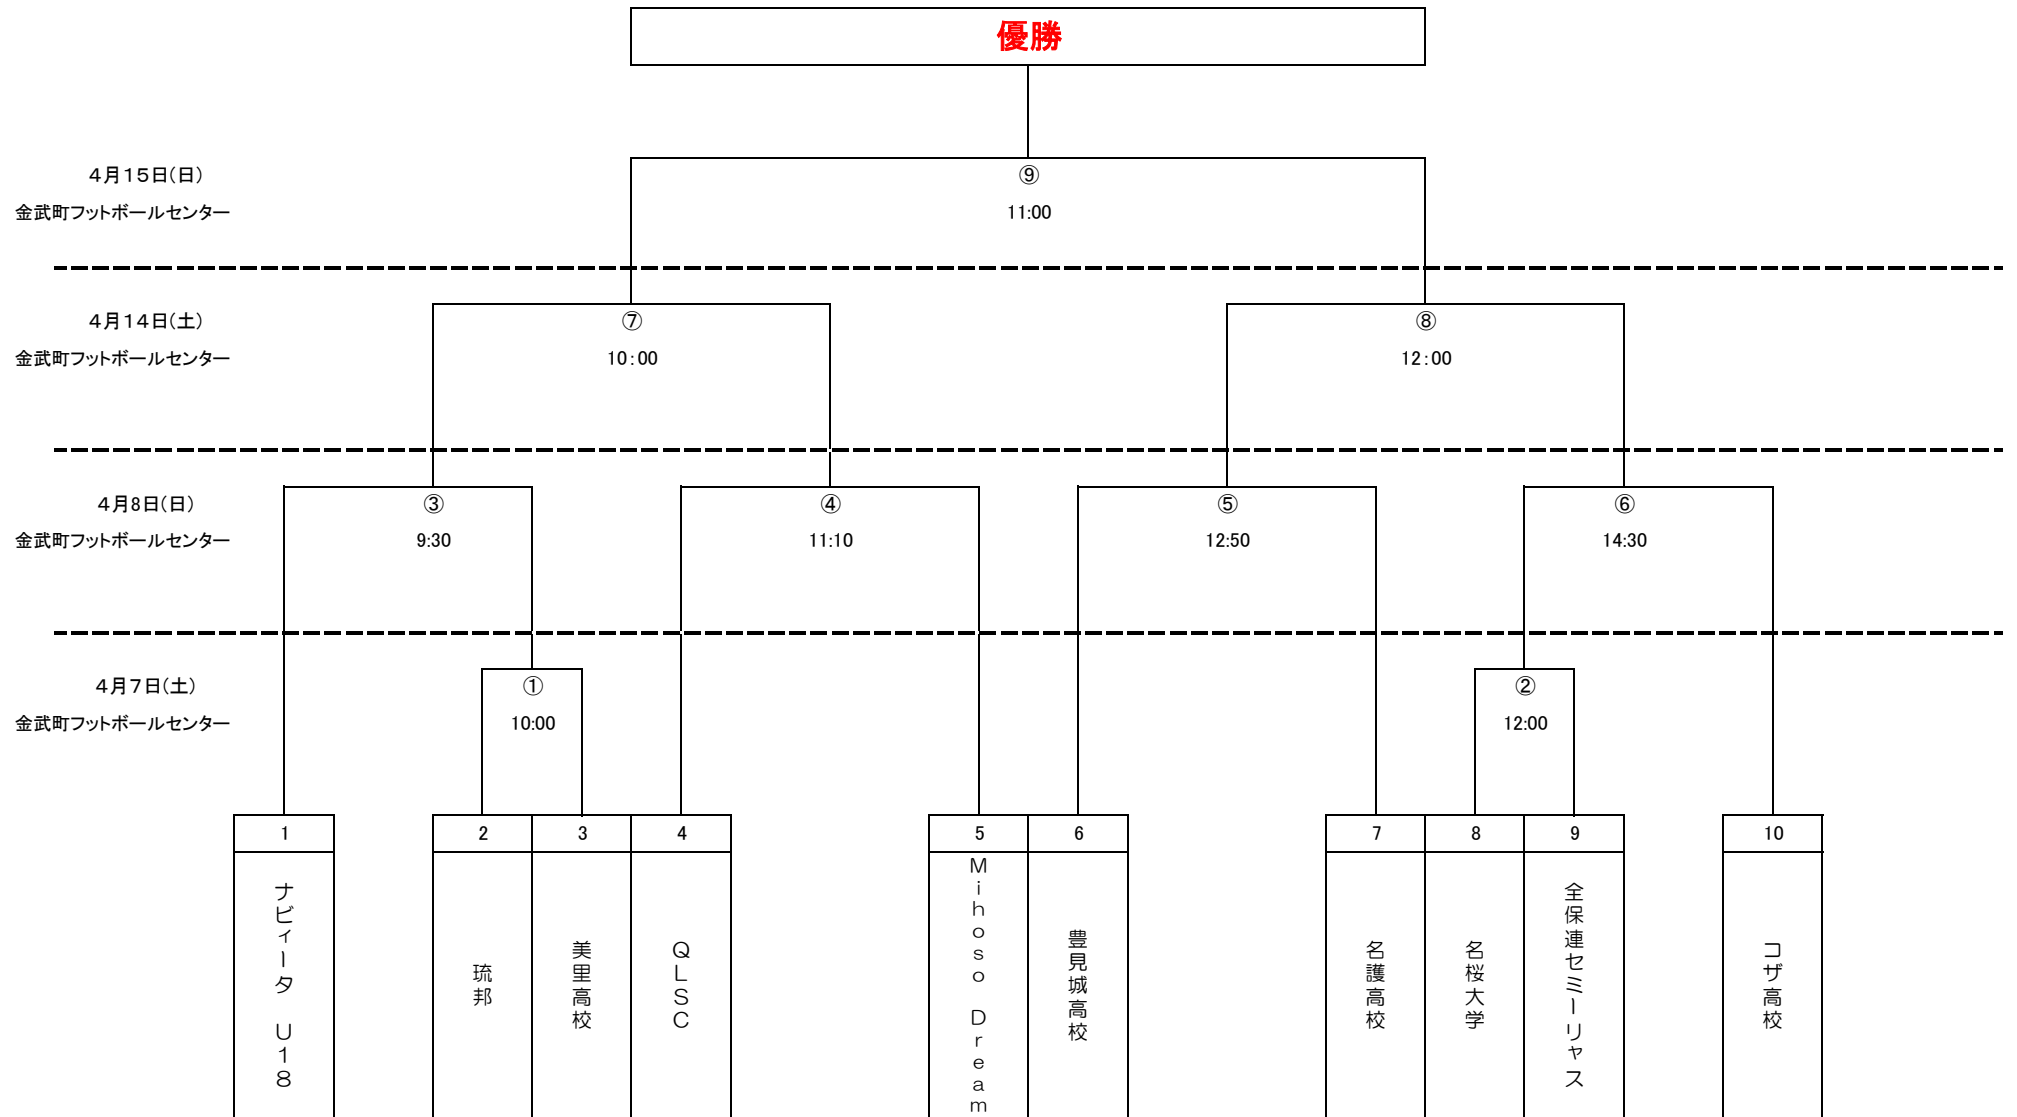 優勝
4月15日(日)
⑨
金武町フットボールセンター
11:00
4月14日(土)
⑦
⑧
金武町フットボールセンター
10:00
12:00
4月8日(日)
③
④
⑤
⑥
金武町フットボールセンター
9:30
11:10
12:50
14:30
4月7日(土)
①
②
金武町フットボールセンター
10:00
12:00
1
2
3
4
5
6
7
8
9
10
ナビィータ U18
琉邦
美里高校
QLSC
Mihoso Dream
豊見城高校
名護高校
名桜大学
全保連セミーリャス
コザ高校